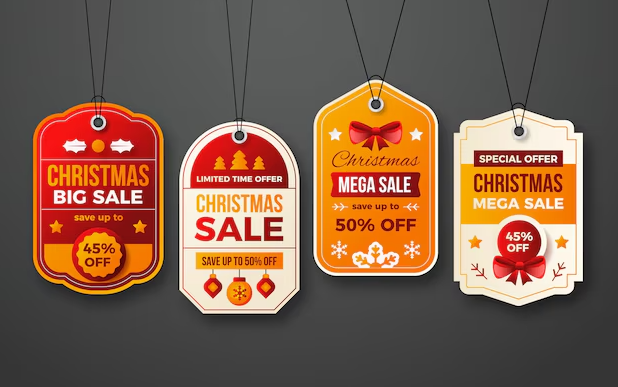 CHRISTMAS
BIG SALE
save up to
45%
OFF
LIMITED TIME OFFER
CHRISTMAS
SALE
SAVE UP TO 50% OFF
Christmas
MEGA SALE
save up to
50% OFF
SPECIAL OFFER
CHRISTMAS
MEGA SALE
45%
OFF